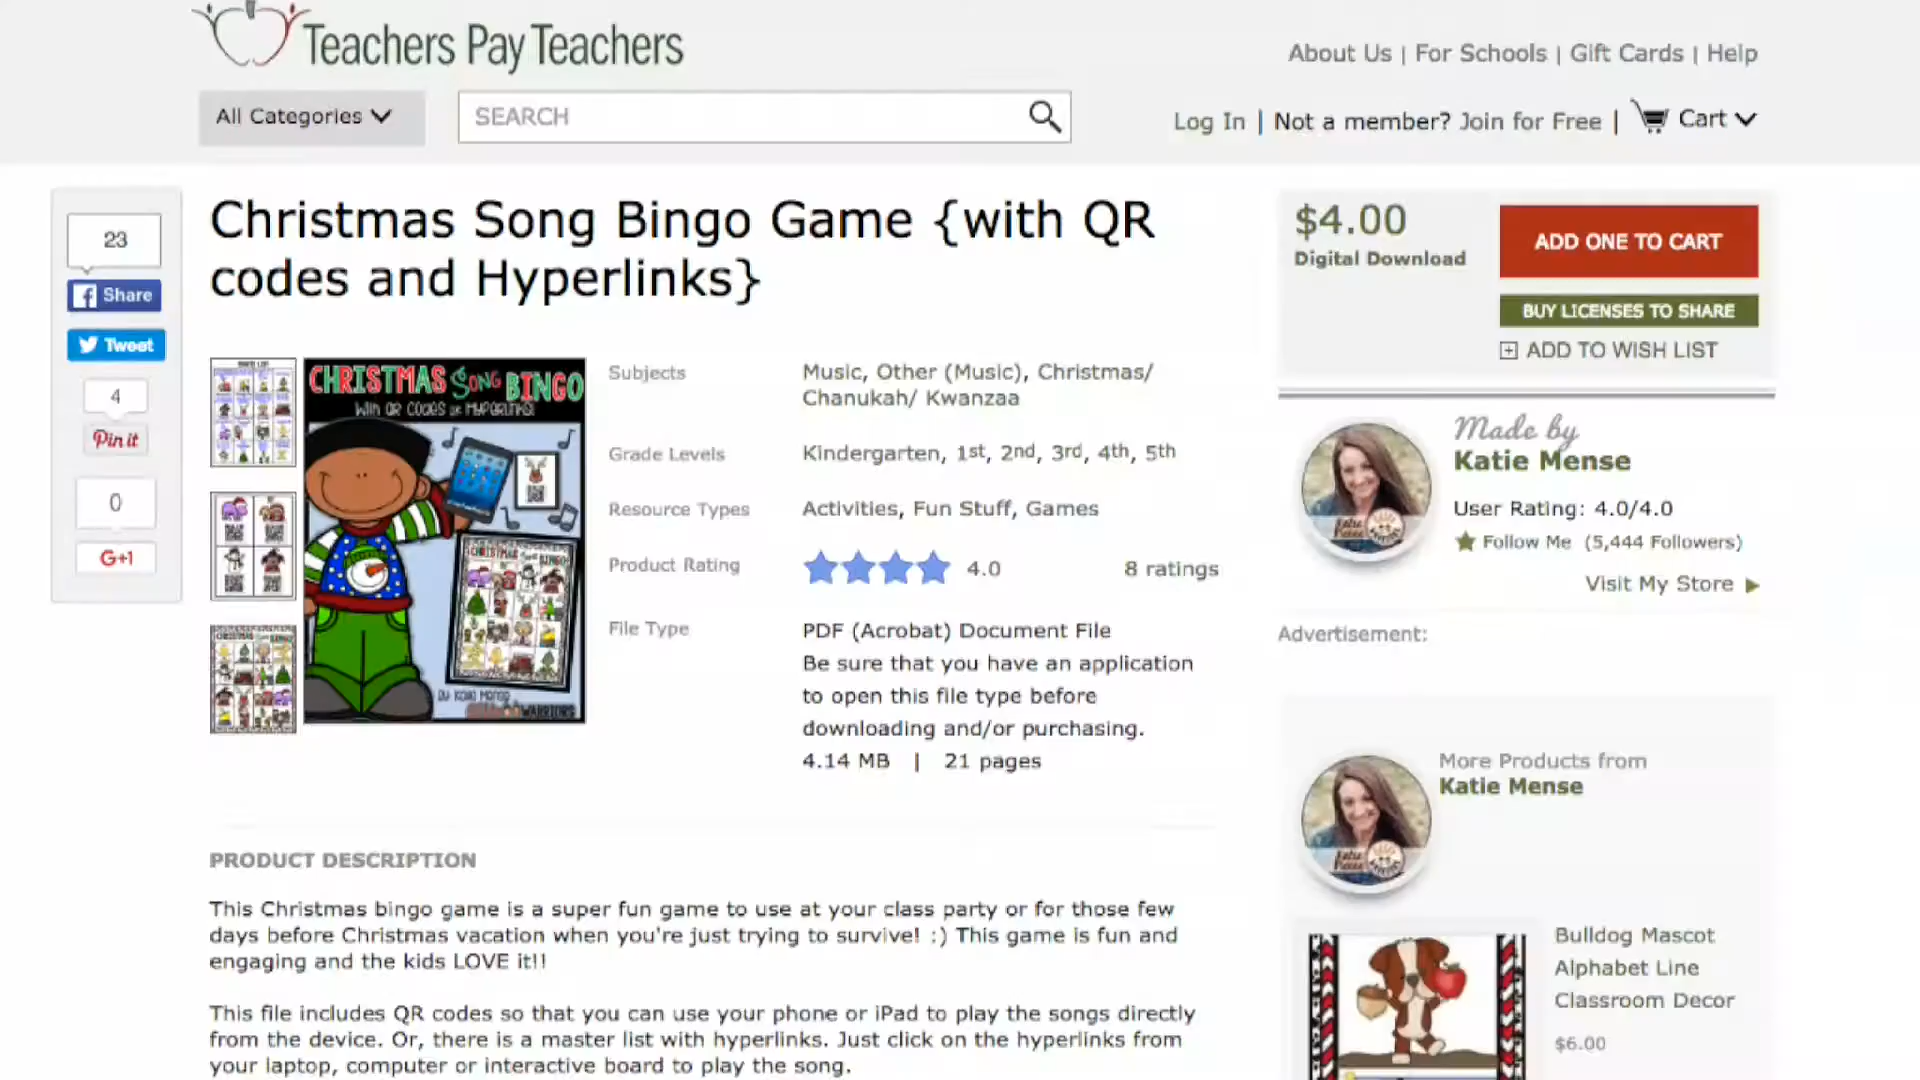 Teachers Pay Teachers
About Us | For Schools | Gift Cards | Help
All Categories
SEARCH
Log In | Not a member? Join for Free | Cart
23
Share
Tweet
4
Pin it
0
G+1
Christmas Song Bingo Game {with QR
codes and Hyperlinks}
CHRISTMAS SONG BINGO
WITH QR CODES or HYPERLINKS!
CHRISTMAS SONG BINGO
BY KATIE MENSE
WARRIORS
Subjects
Music, Other (Music), Christmas/
Chanukah/ Kwanzaa
Grade Levels
Kindergarten, 1st, 2nd, 3rd, 4th, 5th
Resource Types
Activities, Fun Stuff, Games
Product Rating
4.0
8 ratings
File Type
PDF (Acrobat) Document File
Be sure that you have an application
to open this file type before
downloading and/or purchasing.
4.14 MB | 21 pages
PRODUCT DESCRIPTION
This Christmas bingo game is a super fun game to use at your class party or for those few
days before Christmas vacation when you're just trying to survive! :) This game is fun and
engaging and the kids LOVE it!!
This file includes QR codes so that you can use your phone or iPad to play the songs directly
from the device. Or, there is a master list with hyperlinks. Just click on the hyperlinks from
your laptop, computer or interactive board to play the song.
$4.00
Digital Download
ADD ONE TO CART
BUY LICENSES TO SHARE
ADD TO WISH LIST
Made by
Katie Mense
User Rating: 4.0/4.0
Follow Me (5,444 Followers)
Visit My Store
Advertisement:
More Products from
Katie Mense
Bulldog Mascot
Alphabet Line
Classroom Decor
$6.00